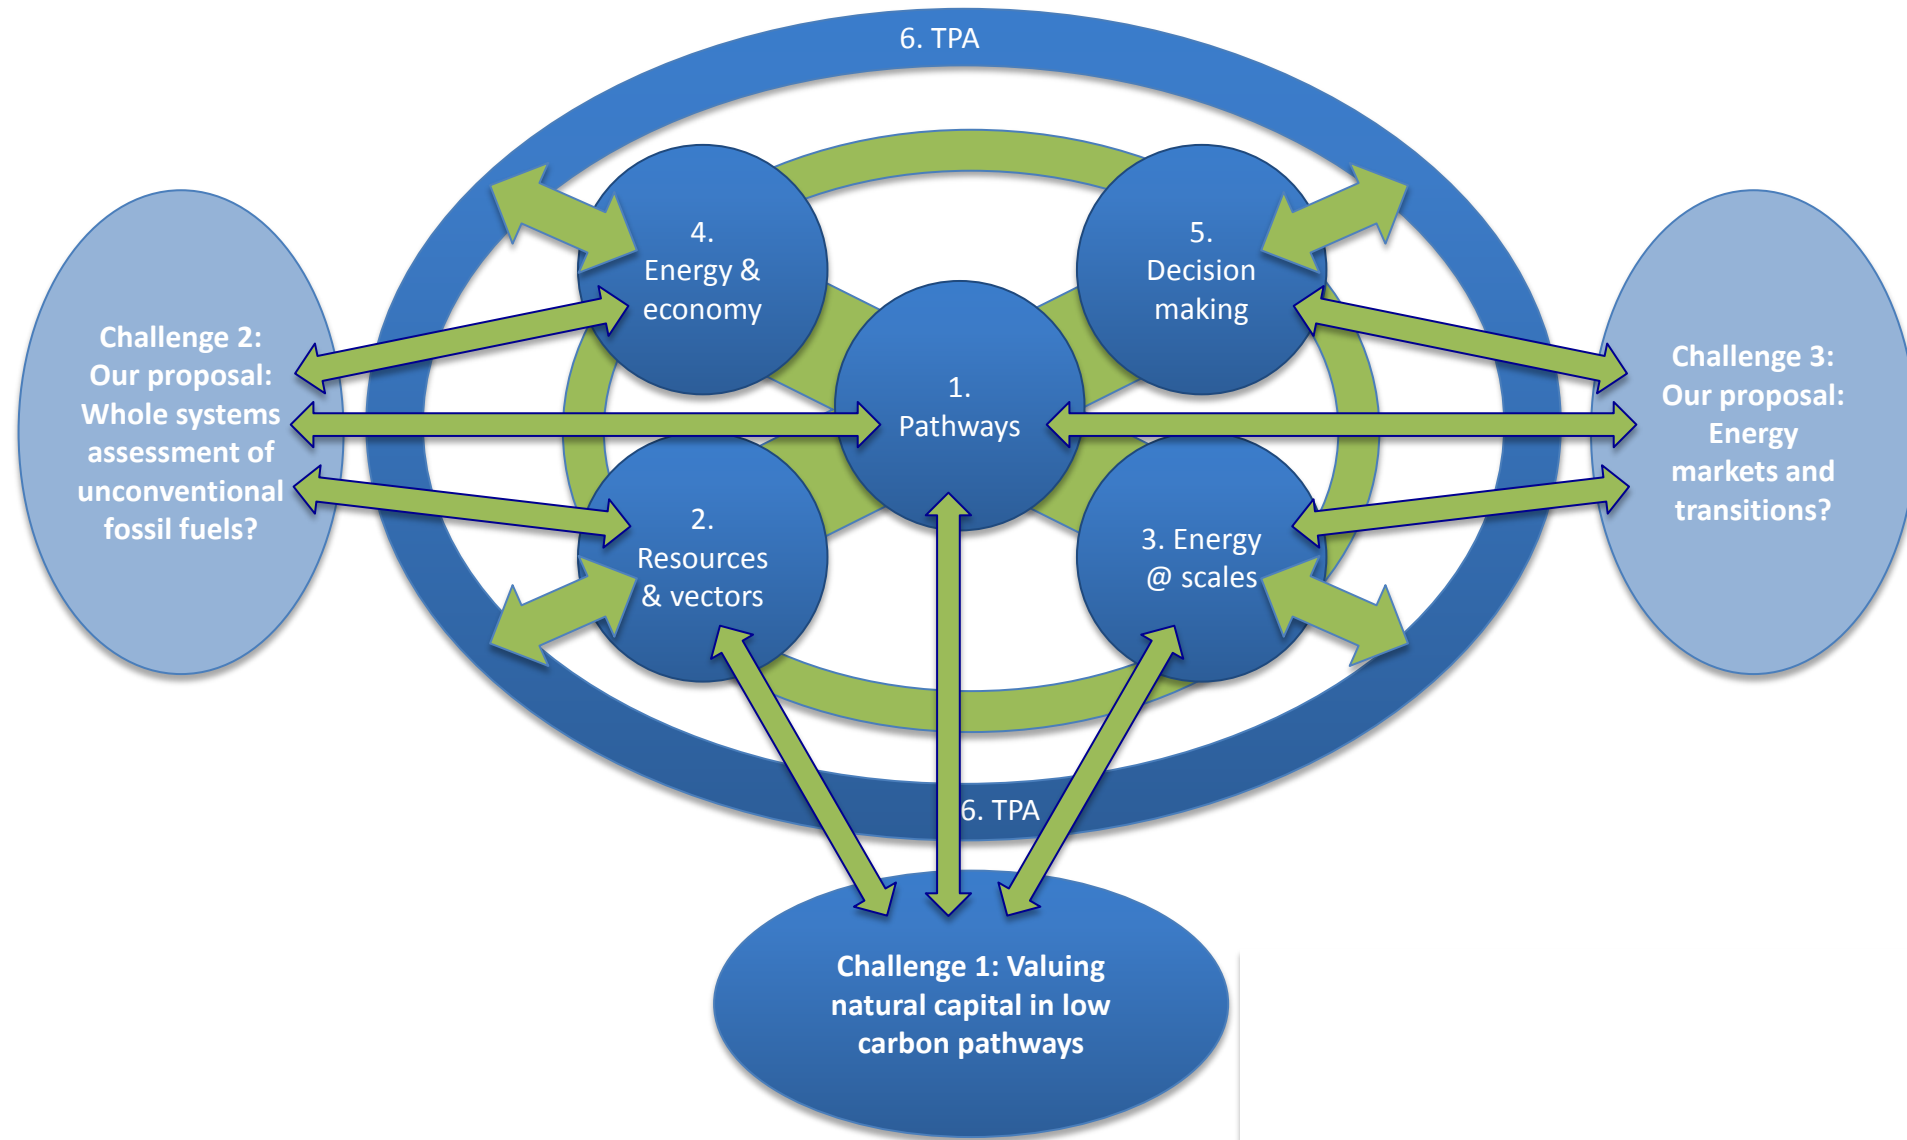 6. TPA
4.
Energy &
economy
5.
Decision
making
Challenge 2:
Our proposal:
Whole systems
assessment of
unconventional
fossil fuels?
1.
Pathways
Challenge 3:
Our proposal:
Energy
markets and
transitions?
2.
Resources
& vectors
3. Energy
@ scales
6. TPA
Challenge 1: Valuing
natural capital in low
carbon pathways